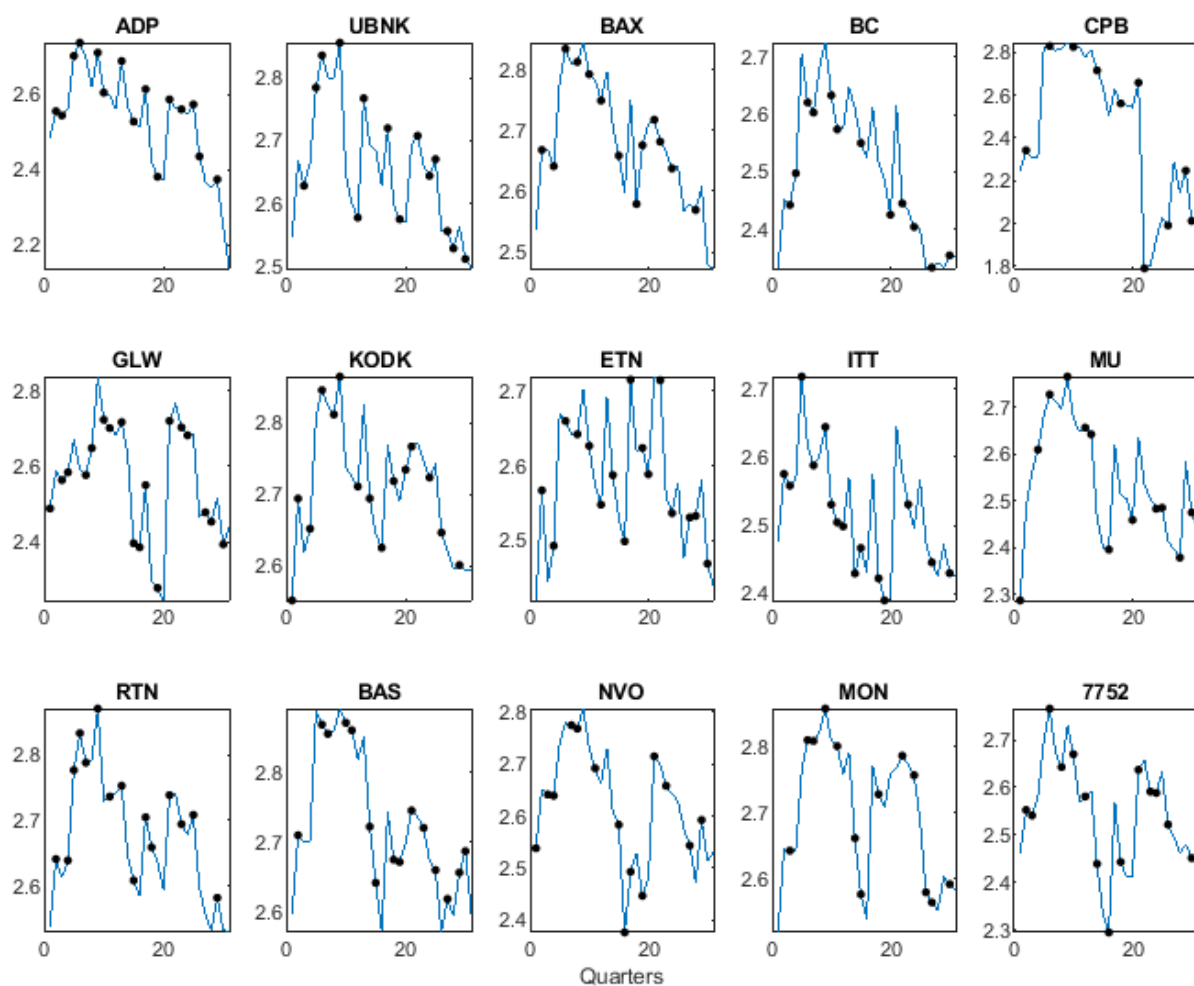 ADP UBNK BAX BC CPB
2.6 2.4 2.2
2.8 2.7 2.6 2.5
2.8 2.7 2.6 2.5
2.7 2.6 2.5 2.4
2.8 2.6 2.4 2.2 2 1.8
0 20 0 20 0 20 0 20 0 20
GLW KODK ETN ITT MU
2.8 2.6 2.4
2.8 2.7 2.6
2.7 2.6 2.5
2.7 2.6 2.5 2.4
2.7 2.6 2.5 2.4 2.3
0 20 0 20 0 20 0 20 0 20
RTN BAS NVO MON 7752
2.8 2.7 2.6
2.8 2.7 2.6
2.8 2.7 2.6 2.5 2.4
2.8 2.7 2.6
2.7 2.6 2.5 2.4 2.3
0 20 0 20 0 20 0 20 0 20
Quarters